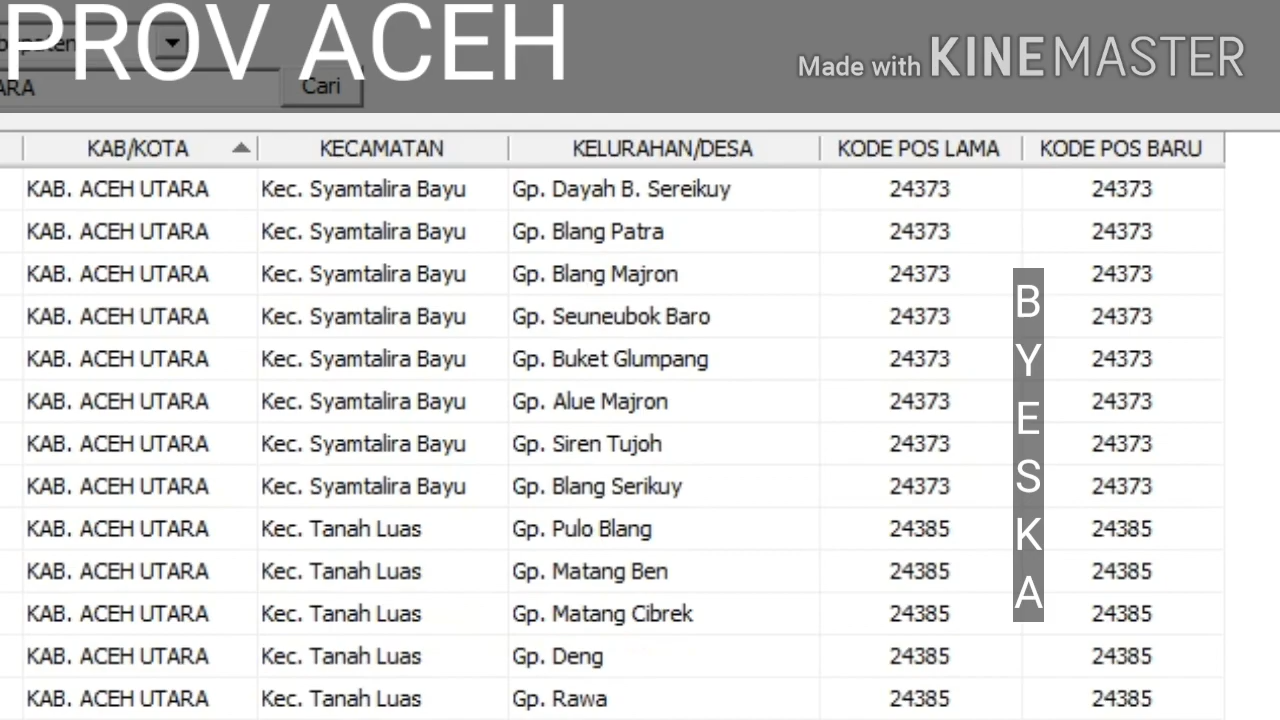 PROV ACEH
Made with KINEMASTER
Cari
KAB/KOTA KECAMATAN KELURAHAN/DESA KODE POS LAMA KODE POS BARU
KAB. ACEH UTARA Kec. Syamtalira Bayu Gp. Dayah B. Sereikuy 24373 24373
KAB. ACEH UTARA Kec. Syamtalira Bayu Gp. Blang Patra 24373 24373
KAB. ACEH UTARA Kec. Syamtalira Bayu Gp. Blang Majron 24373 24373
KAB. ACEH UTARA Kec. Syamtalira Bayu Gp. Seuneubok Baro 24373 24373
KAB. ACEH UTARA Kec. Syamtalira Bayu Gp. Buket Glumpang 24373 24373
KAB. ACEH UTARA Kec. Syamtalira Bayu Gp. Alue Majron 24373 24373
KAB. ACEH UTARA Kec. Syamtalira Bayu Gp. Siren Tujoh 24373 24373
KAB. ACEH UTARA Kec. Syamtalira Bayu Gp. Blang Serikuy 24373 24373
KAB. ACEH UTARA Kec. Tanah Luas Gp. Pulo Blang 24385 24385
KAB. ACEH UTARA Kec. Tanah Luas Gp. Matang Ben 24385 24385
KAB. ACEH UTARA Kec. Tanah Luas Gp. Matang Cibrek 24385 24385
KAB. ACEH UTARA Kec. Tanah Luas Gp. Deng 24385 24385
KAB. ACEH UTARA Kec. Tanah Luas Gp. Rawa 24385 24385
BYESKA